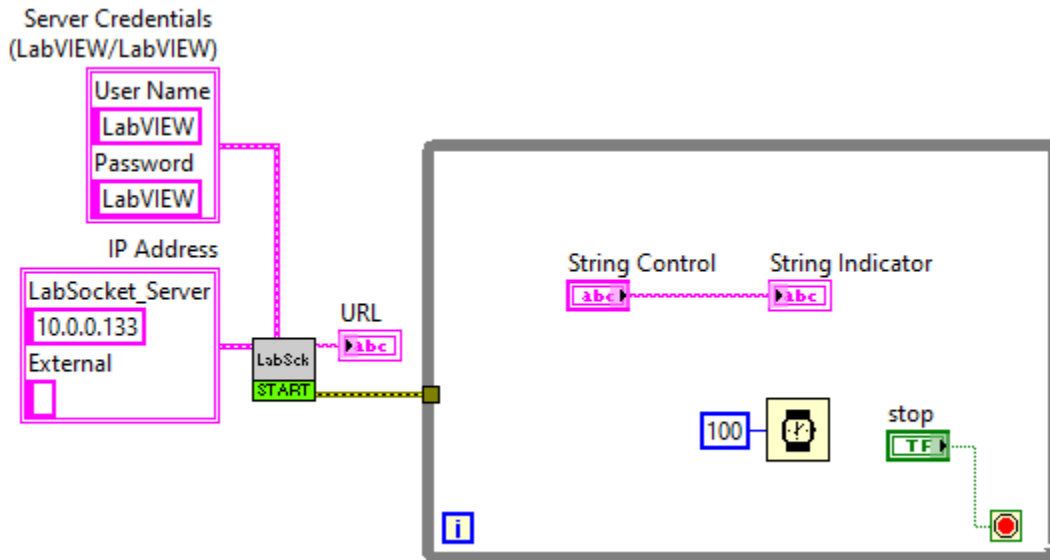 Server Credentials
(LabVIEW/LabVIEW)
User Name
LabVIEW
Password
LabVIEW
IP Address
LabSocket_Server
10.0.0.133
External
LabSck
START
URL
abc
String Control
abc
String Indicator
abc
100
stop
TF
i